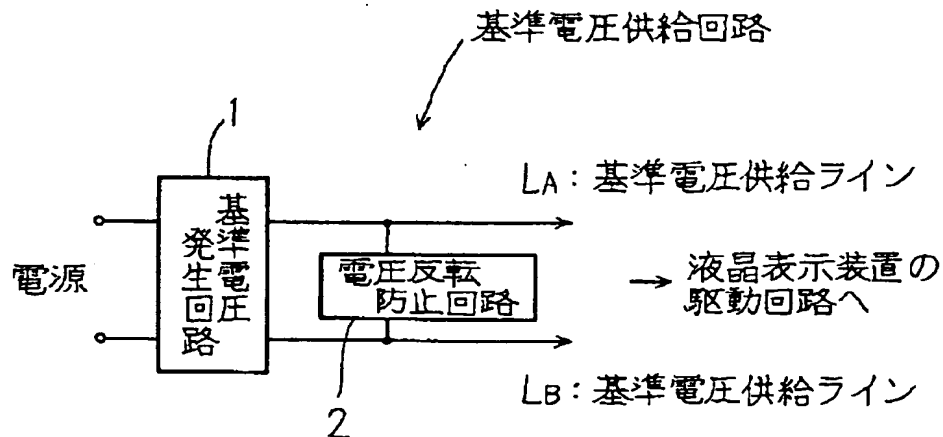 基準電圧供給回路
1
LA：基準電圧供給ライン
基準電圧
発生回路
電源
電圧反転
防止回路
→ 液晶表示装置の
駆動回路へ
LB：基準電圧供給ライン
2